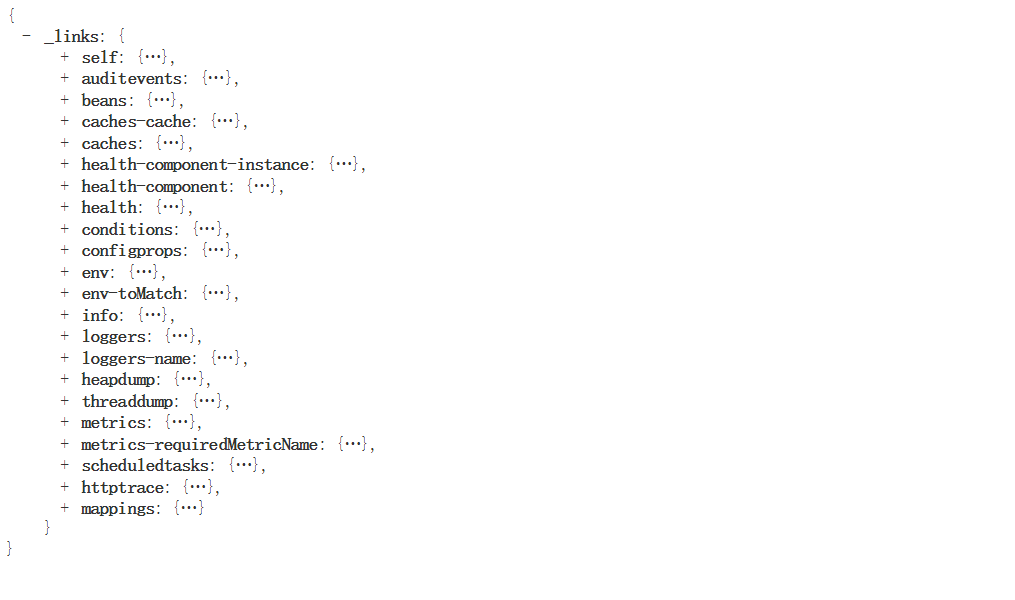 {
- _links: {
+ self: {…},
+ auditevents: {…},
+ beans: {…},
+ caches-cache: {…},
+ caches: {…},
+ health-component-instance: {…},
+ health-component: {…},
+ health: {…},
+ conditions: {…},
+ configprops: {…},
+ env: {…},
+ env-toMatch: {…},
+ info: {…},
+ loggers: {…},
+ loggers-name: {…},
+ heapdump: {…},
+ threaddump: {…},
+ metrics: {…},
+ metrics-requiredMetricName: {…},
+ scheduledtasks: {…},
+ httptrace: {…},
+ mappings: {…}
}
}